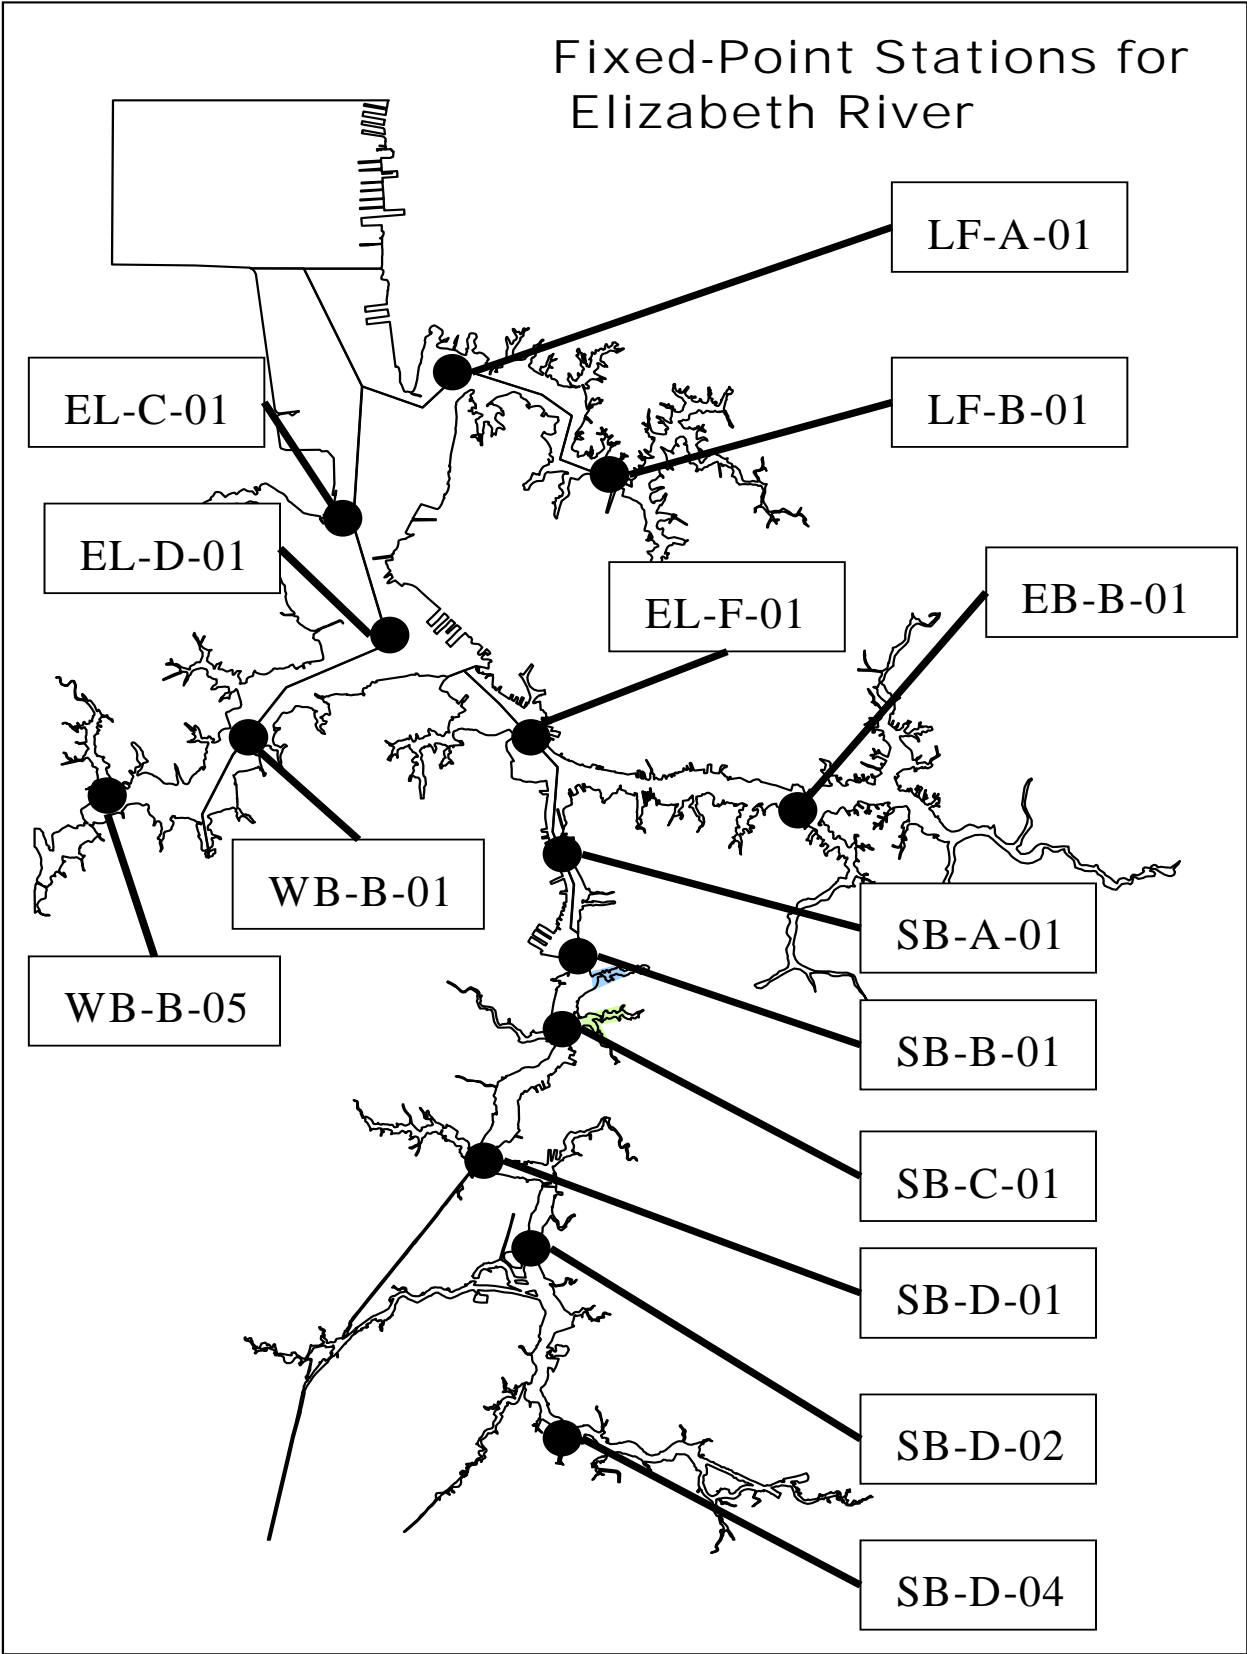 Fixed-Point Stations for
Elizabeth River
LF-A-01
EL-C-01
LF-B-01
EL-D-01
EL-F-01
EB-B-01
WB-B-01
SB-A-01
WB-B-05
SB-B-01
SB-C-01
SB-D-01
SB-D-02
SB-D-04